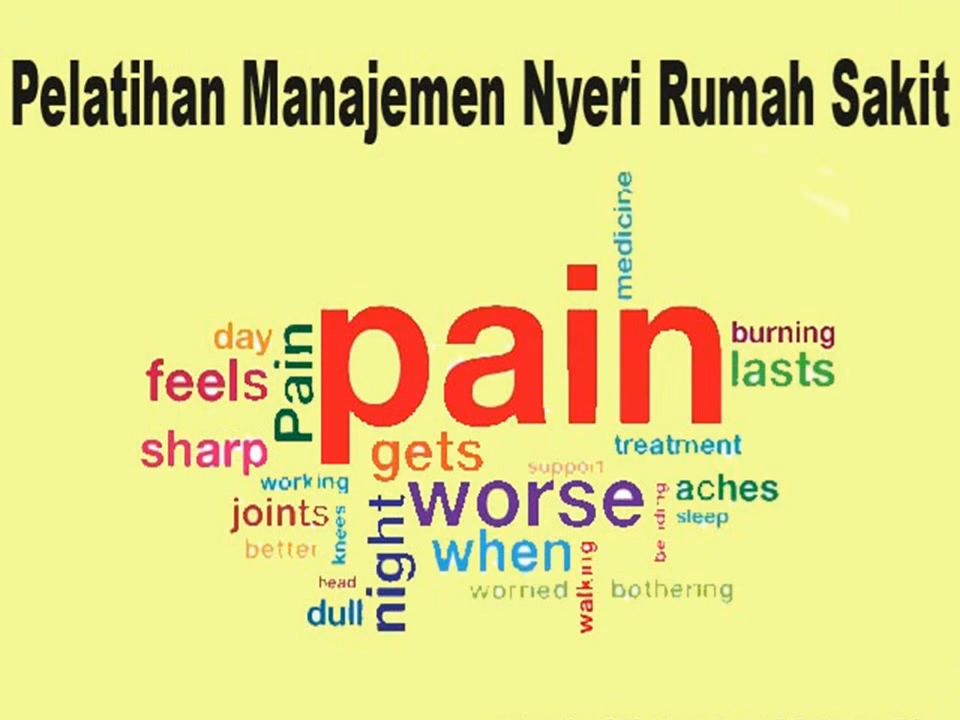 Pelatihan Manajemen Nyeri Rumah Sakit
medicine
pain
day
Pain
burning
feels
lasts
sharp
gets
treatment
support
working
worse
aches
joints
knees
night
bending
sleep
better
when
head
worried
walking
bothering
dull